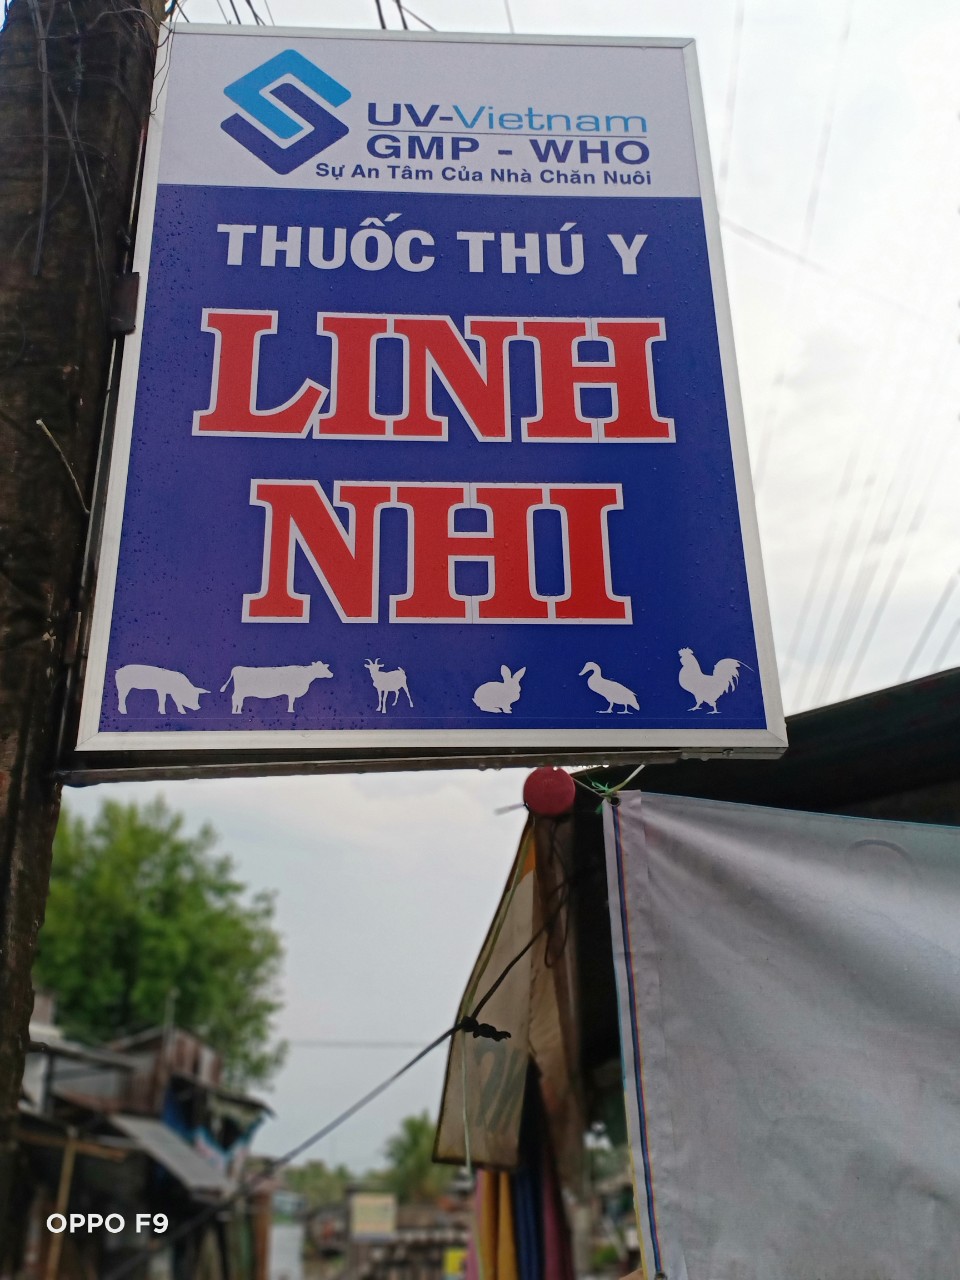 UV-Vietnam
GMP - WHO
Sự An Tâm Của Nhà Chăn Nuôi
THUỐC THÚ Y
LINH
NHI
OPPO F9